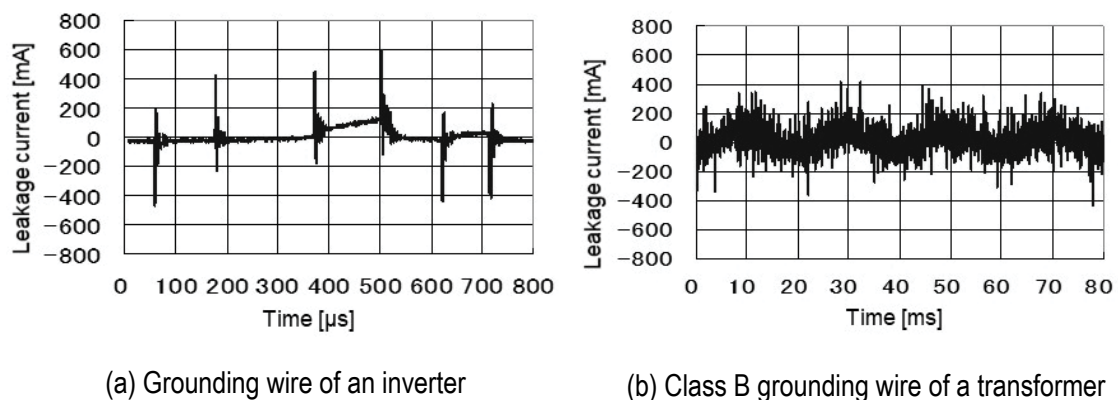 Leakage current [mA]
800
600
400
200
0
−200
−400
−600
−800
0 100 200 300 400 500 600 700 800
Time [µs]
(a) Grounding wire of an inverter
Leakage current [mA]
800
600
400
200
0
−200
−400
−600
−800
0 10 20 30 40 50 60 70 80
Time [ms]
(b) Class B grounding wire of a transformer